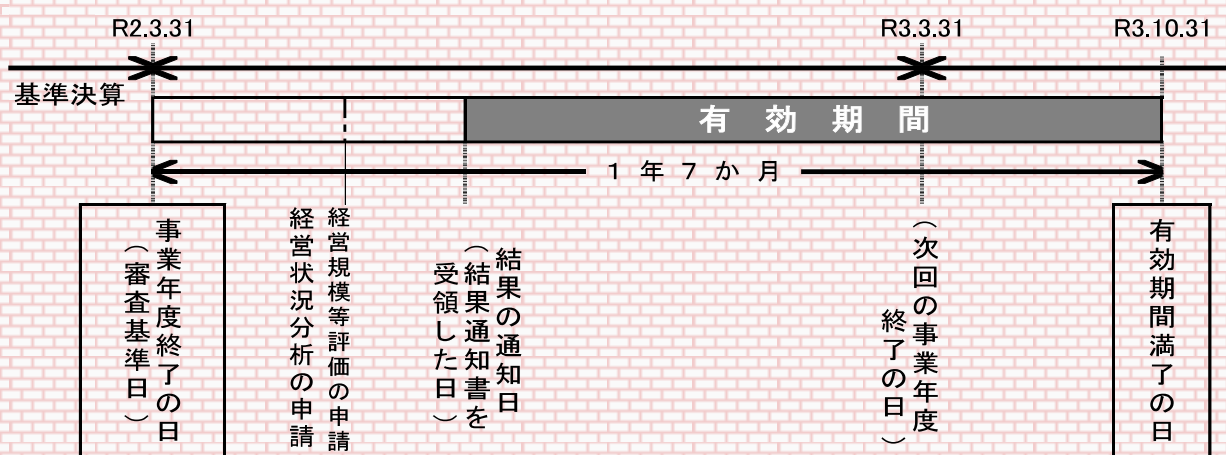 R2.3.31
R3.3.31
R3.10.31
基準決算
有効期間
1年7か月
事業年度終了の日
（審査基準日）
経営規模等評価の申請
経営状況分析の申請
結果の通知日
（結果通知書を
受領した日）
（次回の事業年度
終了の日）
有効期間満了の日